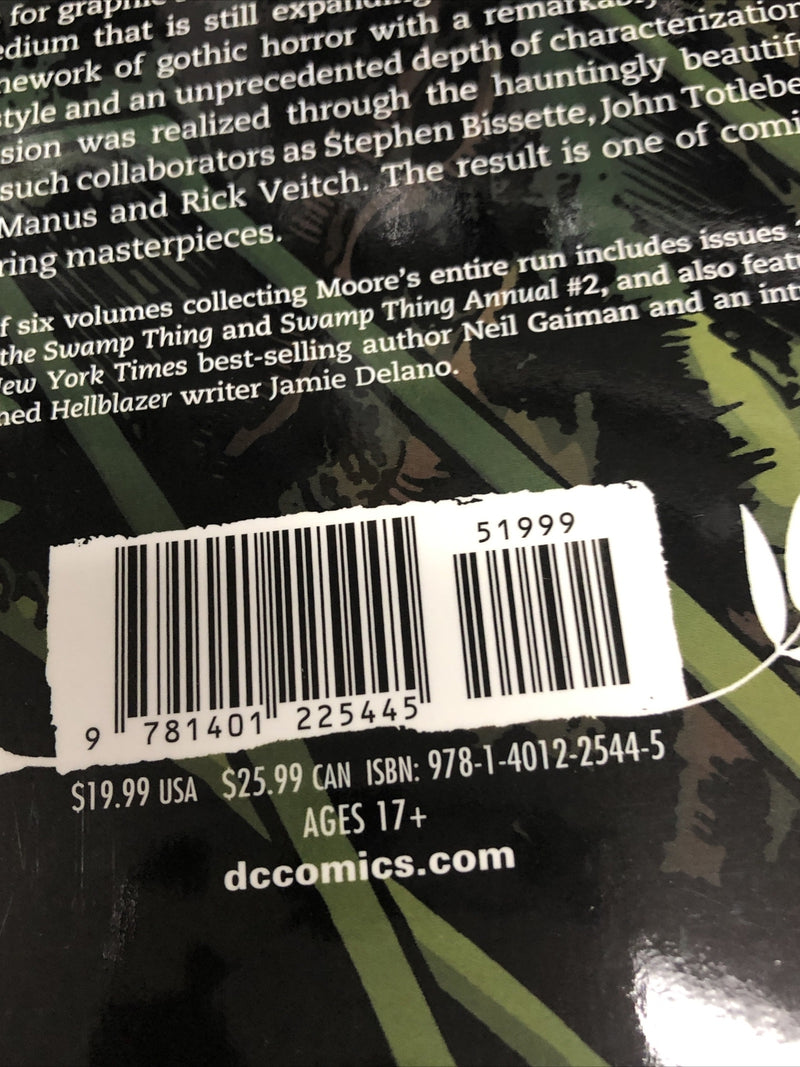 for graphic
edium that is still expanding
nework of gothic horror with a remarkably
style and an unprecedented depth of characterization
sion was realized through the hauntingly beautifu
such collaborators as Stephen Bissette, John Totlebe
Manus and Rick Veitch. The result is one of comi
ring masterpieces.
f six volumes collecting Moore's entire run includes issues
the Swamp Thing and Swamp Thing Annual #2, and also featu
New York Times best-selling author Neil Gaiman and an intr
ned Hellblazer writer Jamie Delano.
51999
9 781401 225445
$19.99 USA $25.99 CAN ISBN: 978-1-4012-2544-5
AGES 17+
dccomics.com